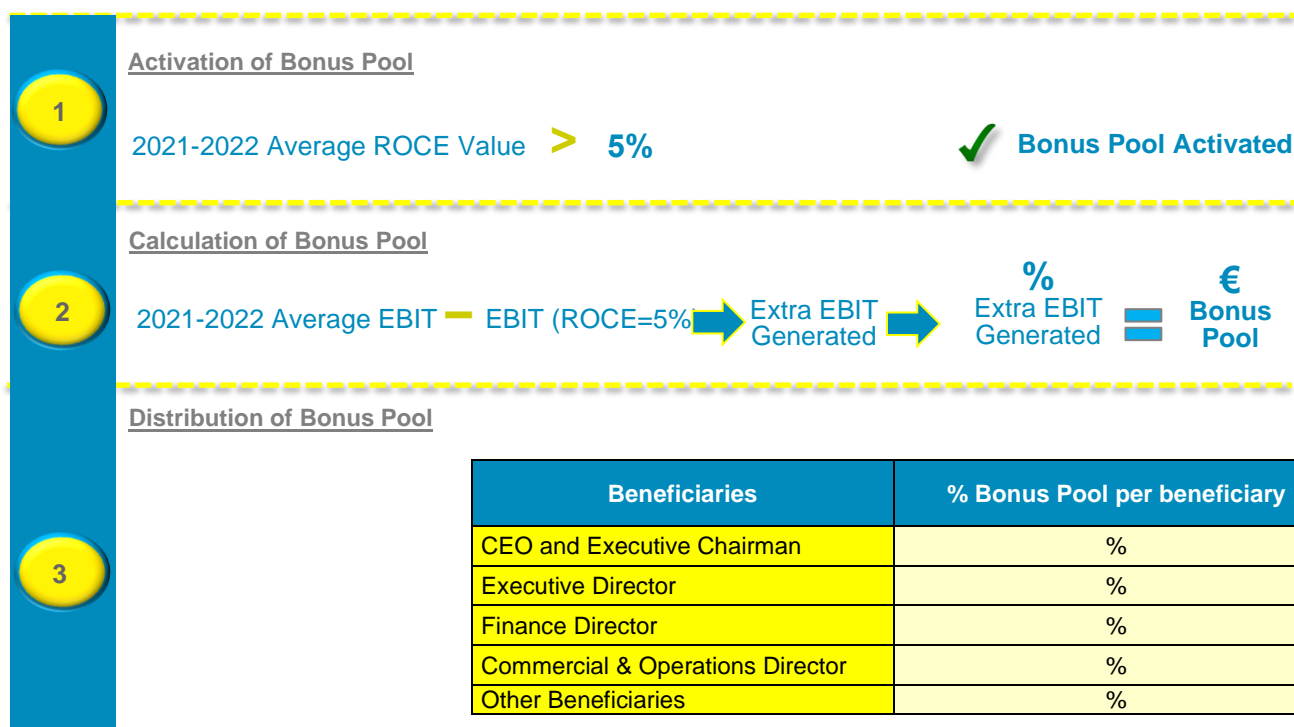 Activation of Bonus Pool
1
2021-2022 Average ROCE Value > 5%
Bonus Pool Activated
Calculation of Bonus Pool
2
2021-2022 Average EBIT – EBIT (ROCE=5%
Extra EBIT
Generated
%
Extra EBIT
Generated
=
€
Bonus
Pool
Distribution of Bonus Pool
3
Beneficiaries % Bonus Pool per beneficiary
CEO and Executive Chairman %
Executive Director %
Finance Director %
Commercial & Operations Director %
Other Beneficiaries %